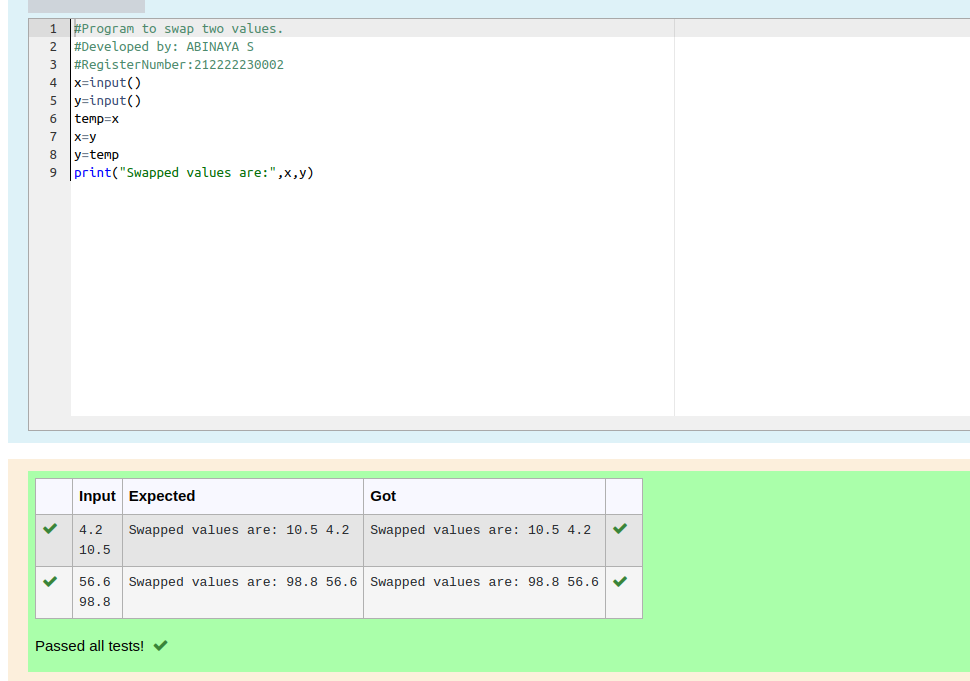 1 #Program to swap two values.
2 #Developed by: ABINAYA S
3 #RegisterNumber:212222230002
4 x=input()
5 y=input()
6 temp=x
7 x=y
8 y=temp
9 print("Swapped values are:",x,y)
Input Expected Got
4.2 Swapped values are: 10.5 4.2 Swapped values are: 10.5 4.2
10.5
56.6 Swapped values are: 98.8 56.6 Swapped values are: 98.8 56.6
98.8
Passed all tests!